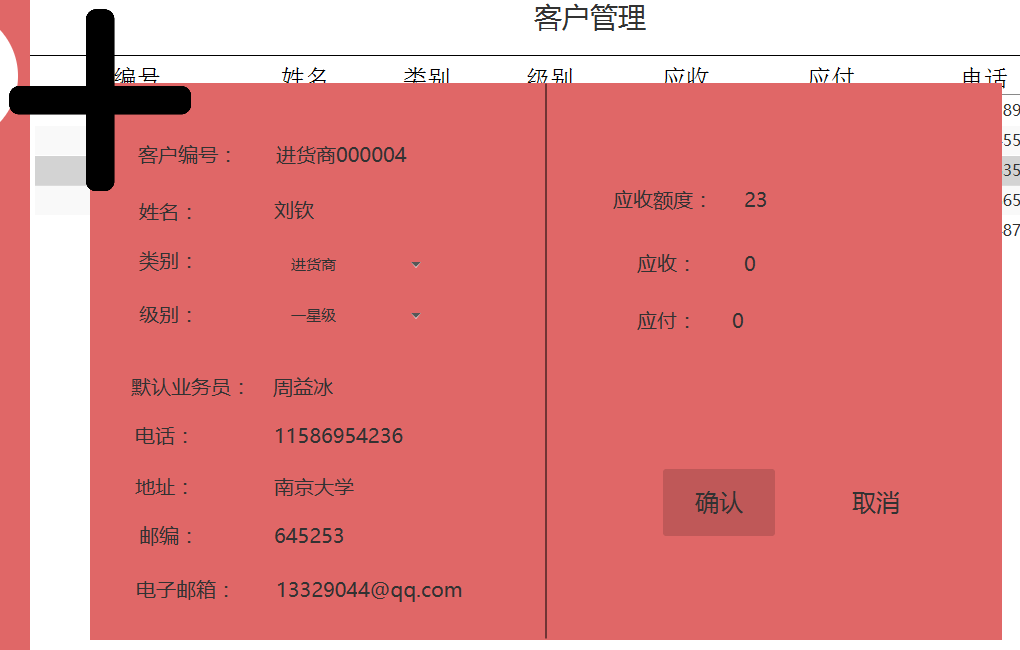 客户管理
编号 姓名 类别 级别 应收 应付 电话
客户编号： 进货商000004
姓名： 刘钦
类别： 进货商
级别： 一星级
默认业务员： 周益冰
电话： 11586954236
地址： 南京大学
邮编： 645253
电子邮箱： 13329044@qq.com
应收额度： 23
应收： 0
应付： 0
确认 取消
89
55
35
65
87